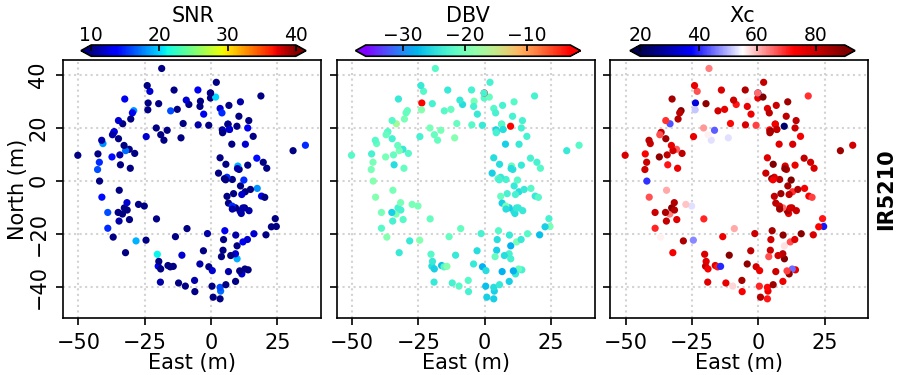 SNR DBV Xc
10 20 30 40 −30 −20 −10 20 40 60 80
40
20
0
−20
−40
North (m)
IR5210
−50 −25 0 25 −50 −25 0 25 −50 −25 0 25
East (m) East (m) East (m)